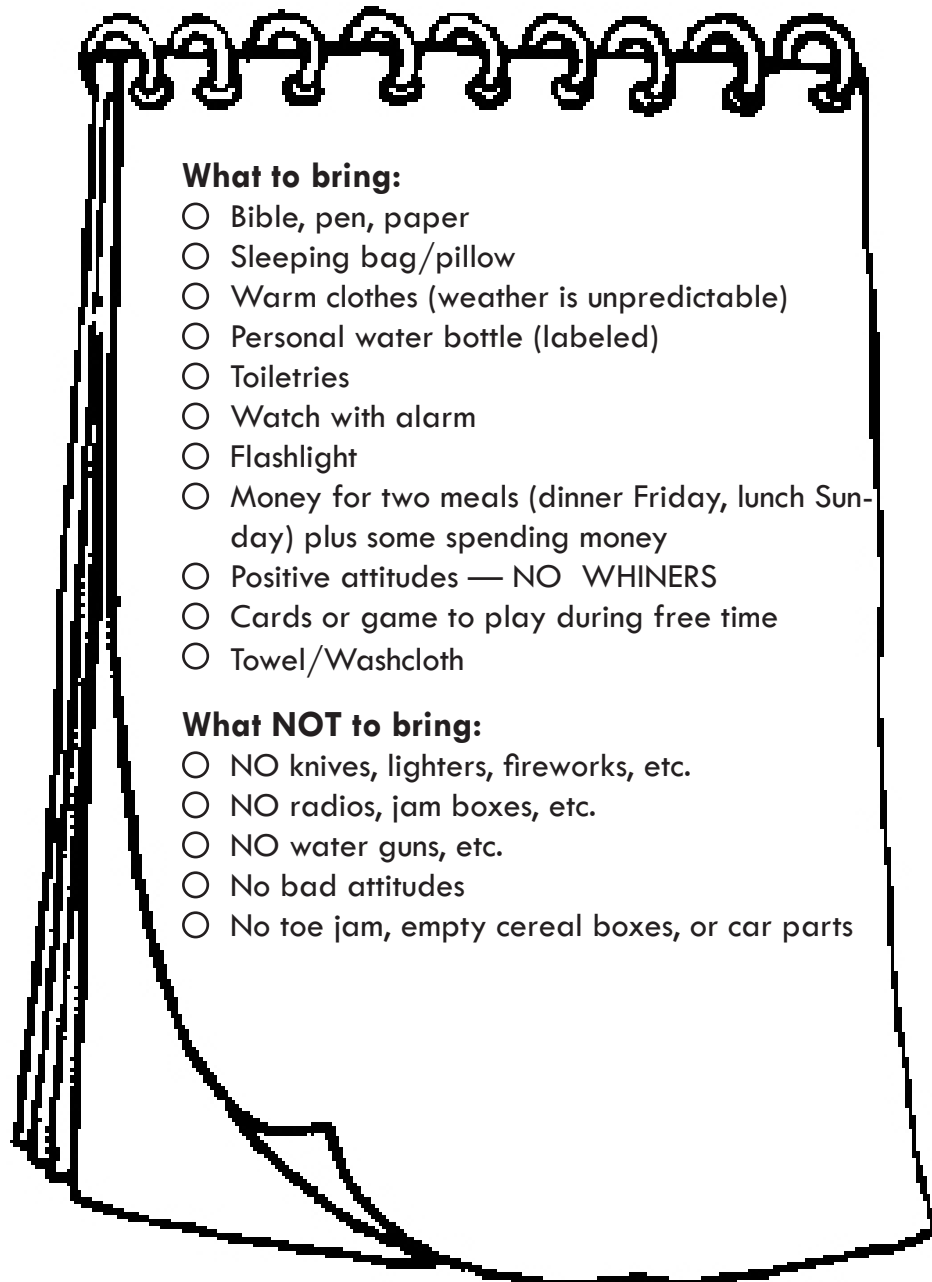 What to bring:
Bible, pen, paper
Sleeping bag/pillow
Warm clothes (weather is unpredictable)
Personal water bottle (labeled)
Toiletries
Watch with alarm
Flashlight
Money for two meals (dinner Friday, lunch Sun-
day) plus some spending money
Positive attitudes — NO  WHINERS
Cards or game to play during free time
Towel/Washcloth
What NOT to bring:
NO knives, lighters, fireworks, etc.
NO radios, jam boxes, etc.
NO water guns, etc.
No bad attitudes
No toe jam, empty cereal boxes, or car parts